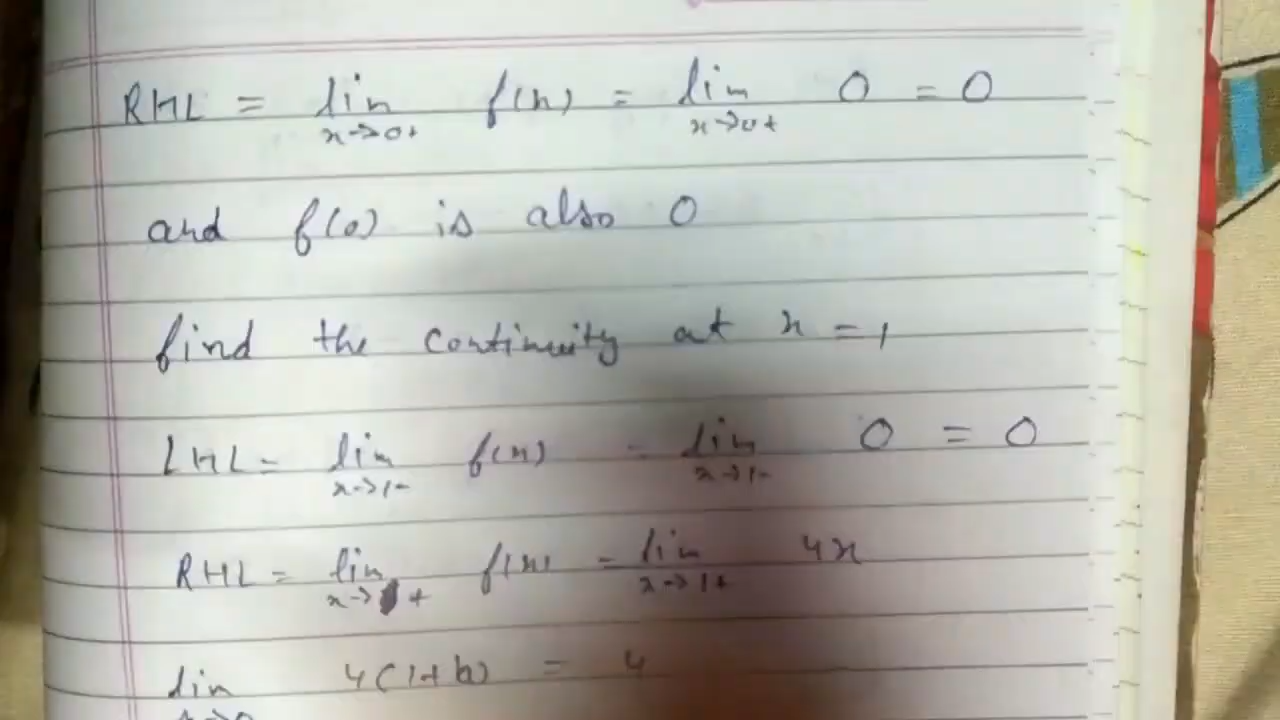 RHL = lim x→0+ f(x) = lim x→0+ 0 = 0
and f(0) is also 0
find the continuity at x = 1
LHL = lim x→1- f(x) = lim x→1- 0 = 0
RHL = lim x→1+ f(x) = lim x→1+ 4x
lim 4(1+h) = 4